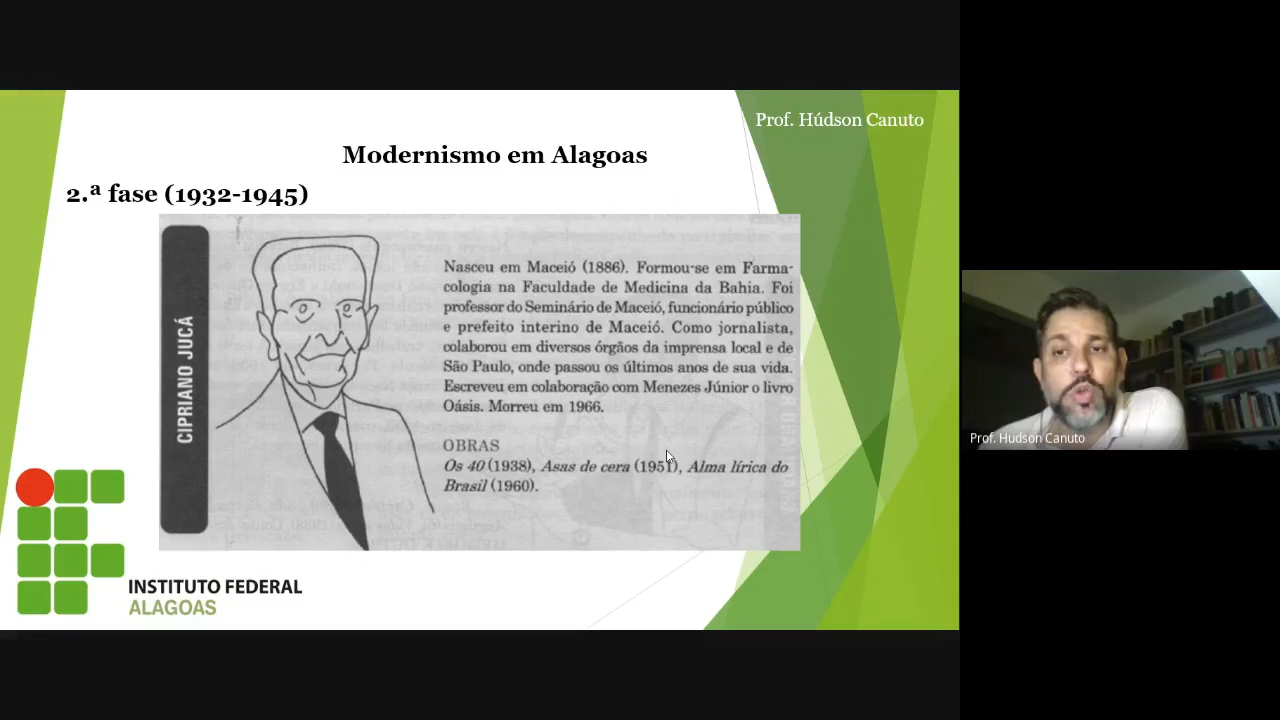 Prof. Húdson Canuto
Modernismo em Alagoas
2.ª fase (1932-1945)
CIPRIANO JUCÁ
Nasceu em Maceió (1886). Formou-se em Farma-
cologia na Faculdade de Medicina da Bahia. Foi
professor do Seminário de Maceió, funcionário público
e prefeito interino de Maceió. Como jornalista,
colaborou em diversos órgãos da imprensa local e de
São Paulo, onde passou os últimos anos de sua vida.
Escreveu em colaboração com Menezes Júnior o livro
Oásis. Morreu em 1966.
OBRAS
Os 40 (1938), Asas de cera (1951), Alma lírica do
Brasil (1960).
INSTITUTO FEDERAL
ALAGOAS
Prof. Hudson Canuto